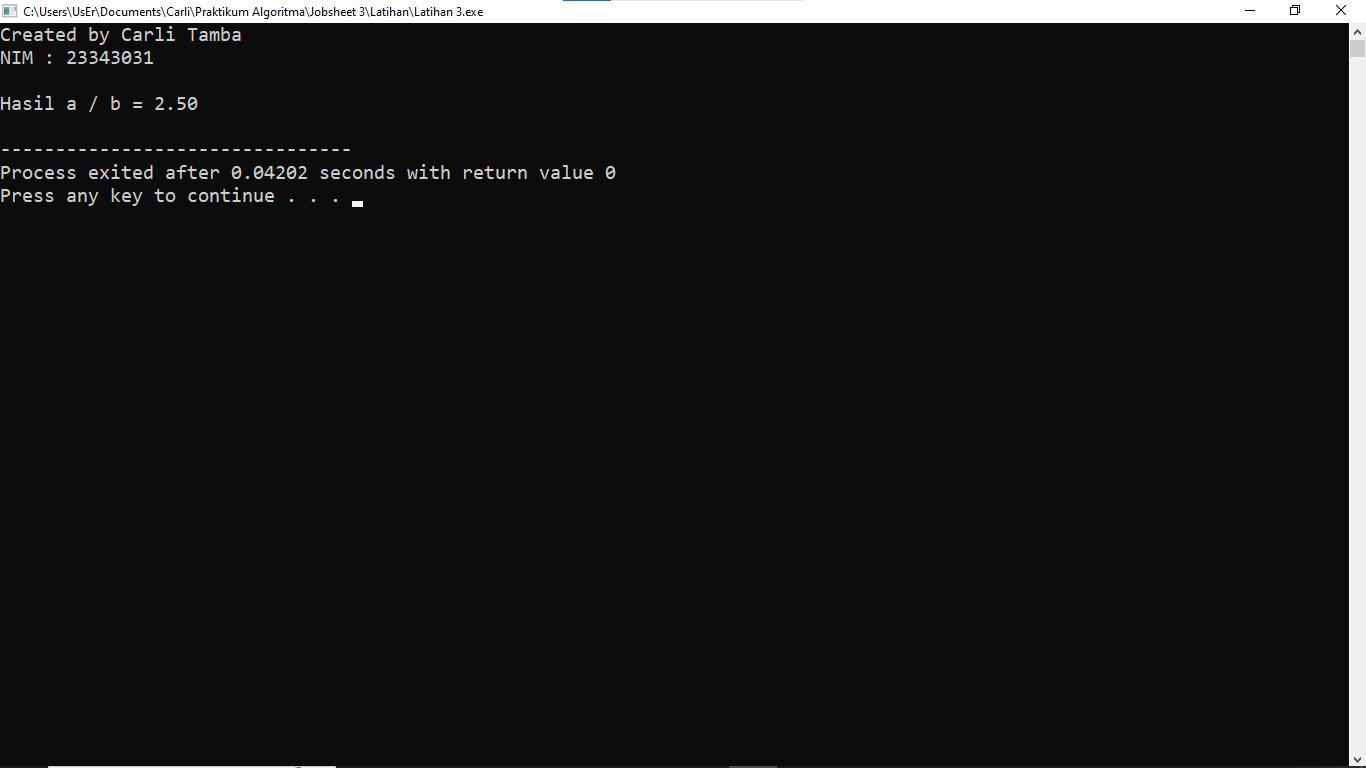 C:\Users\UsEr\Documents\Carli\Praktikum Algoritma\Jobsheet 3\Latihan\Latihan 3.exe
Created by Carli Tamba
NIM : 23343031
Hasil a / b = 2.50
--------------------------------
Process exited after 0.04202 seconds with return value 0
Press any key to continue . . .